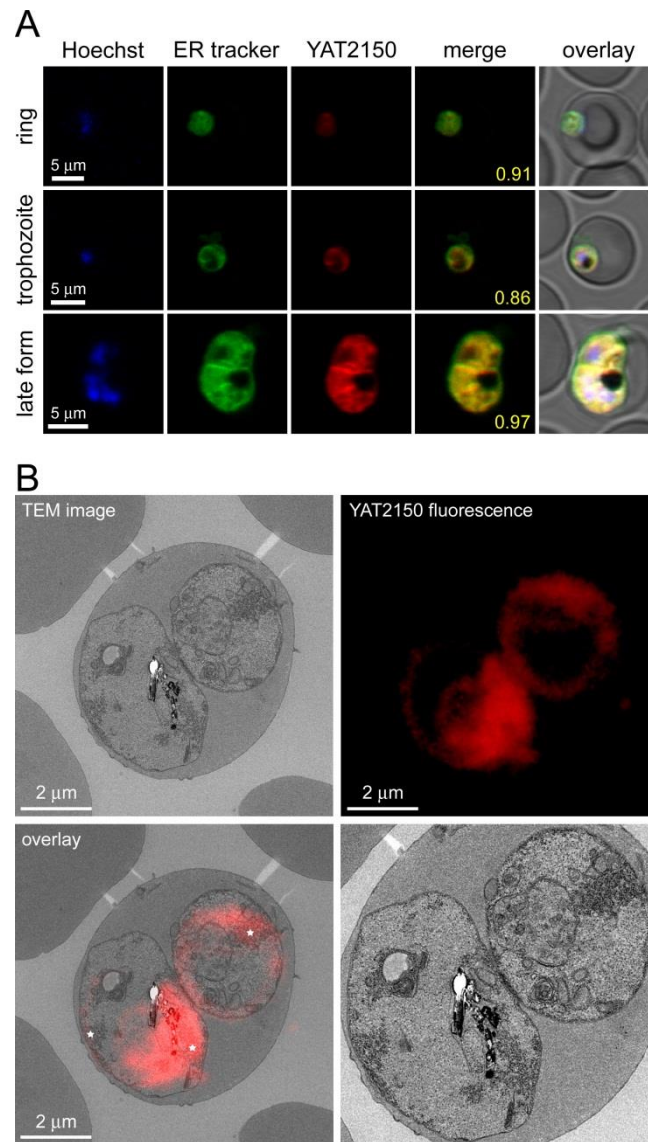 A
Hoechst ER tracker YAT2150 merge overlay
ring
5 μm
0.91
trophozoite
5 μm
0.86
late form
5 μm
0.97
B
TEM image
YAT2150 fluorescence
2 μm
2 μm
overlay
2 μm